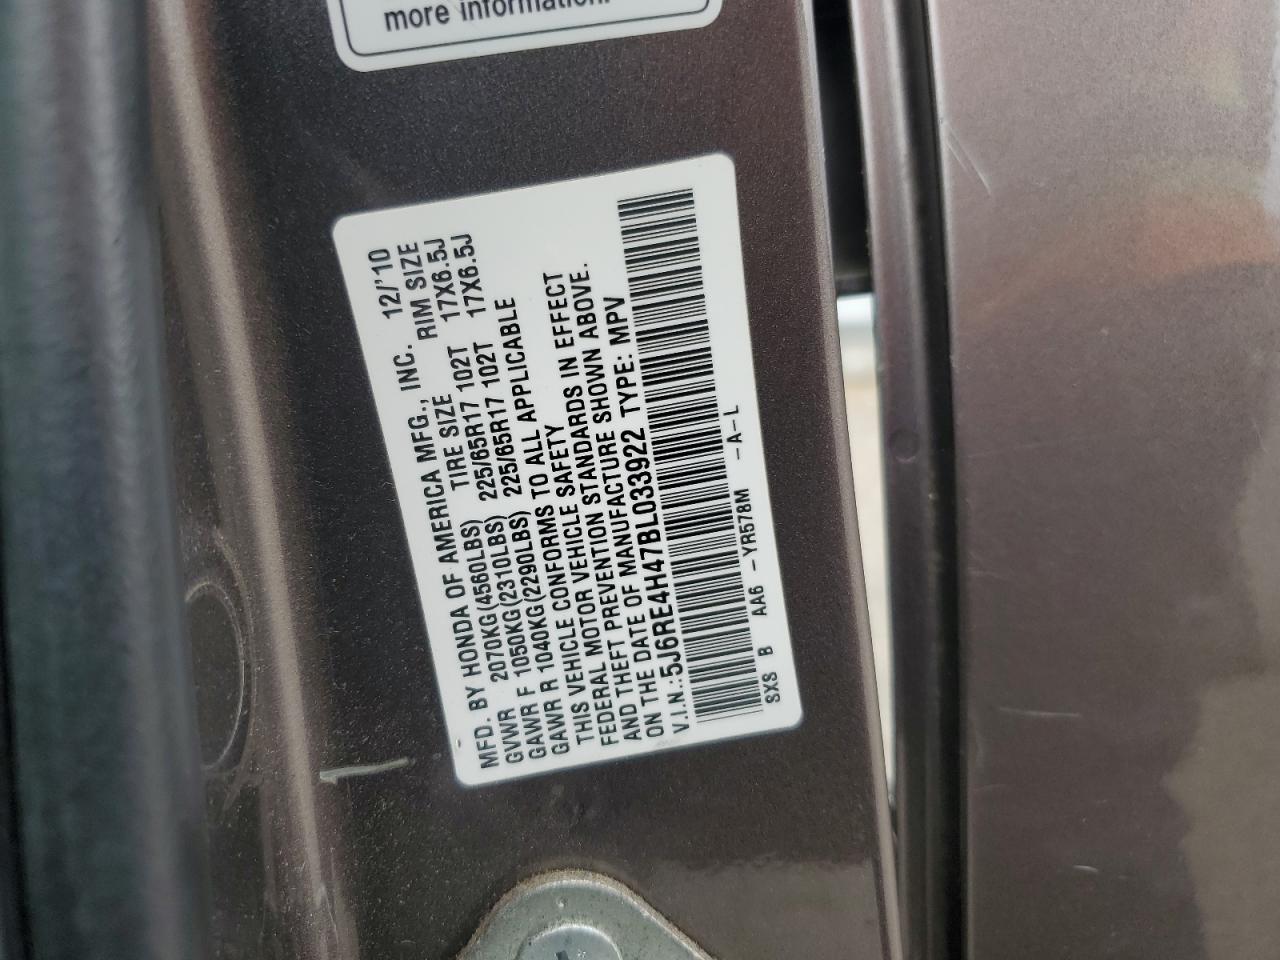 more information.
MFD. BY HONDA OF AMERICA MFG., INC. 12/'10
GVWR 2070KG(4560LBS) TIRE SIZE RIM SIZE
GAWR F 1050KG(2310LBS) 225/65R17 102T 17X6.5J
GAWR R 1040KG(2290LBS) 225/65R17 102T 17X6.5J
THIS VEHICLE CONFORMS TO ALL APPLICABLE
FEDERAL MOTOR VEHICLE SAFETY
AND THEFT PREVENTION STANDARDS IN EFFECT
ON THE DATE OF MANUFACTURE SHOWN ABOVE.
V.I.N.:5J6RE4H47BL033922 TYPE: MPV
SXS B AA6 -YR578M -A-L